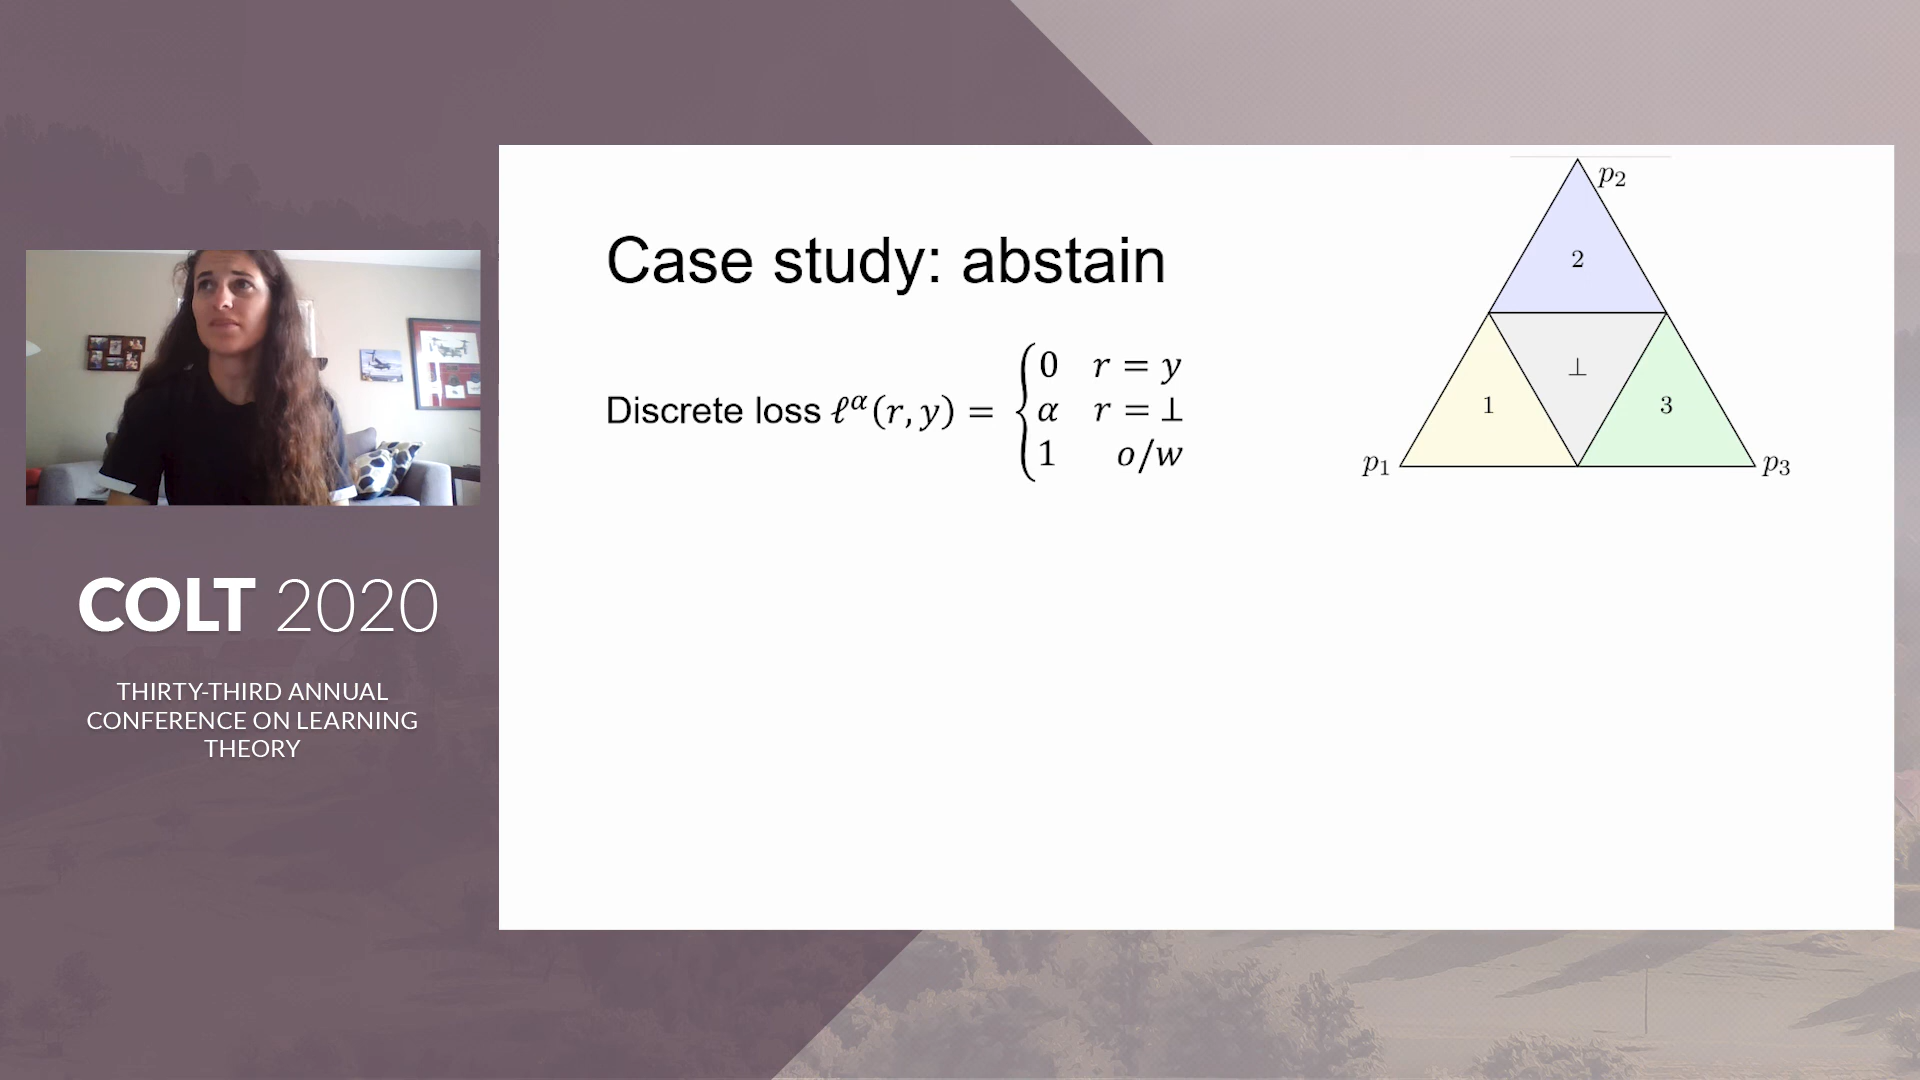 Case study: abstain
Discrete loss ℓ^α(r, y) = { 0 r = y
α r = ⊥
1 o/w
p₂
2
⊥
1
3
p₁
p₃
COLT 2020
THIRTY-THIRD ANNUAL
CONFERENCE ON LEARNING
THEORY